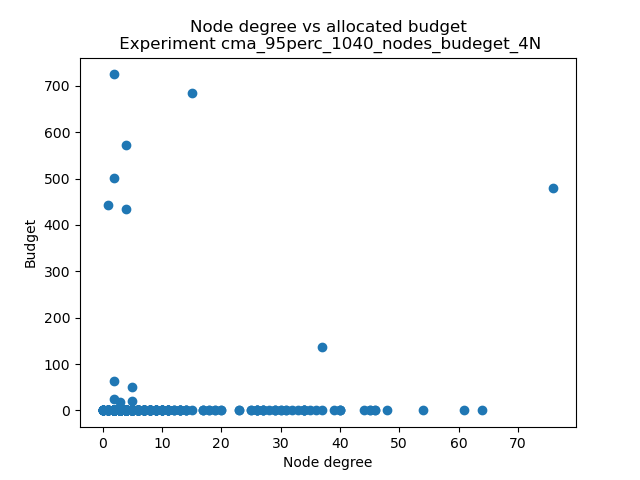 Node degree vs allocated budget
Experiment cma_95perc_1040_nodes_budeget_4N
700
600
500
400
300
200
100
0
Budget
0 10 20 30 40 50 60 70
Node degree